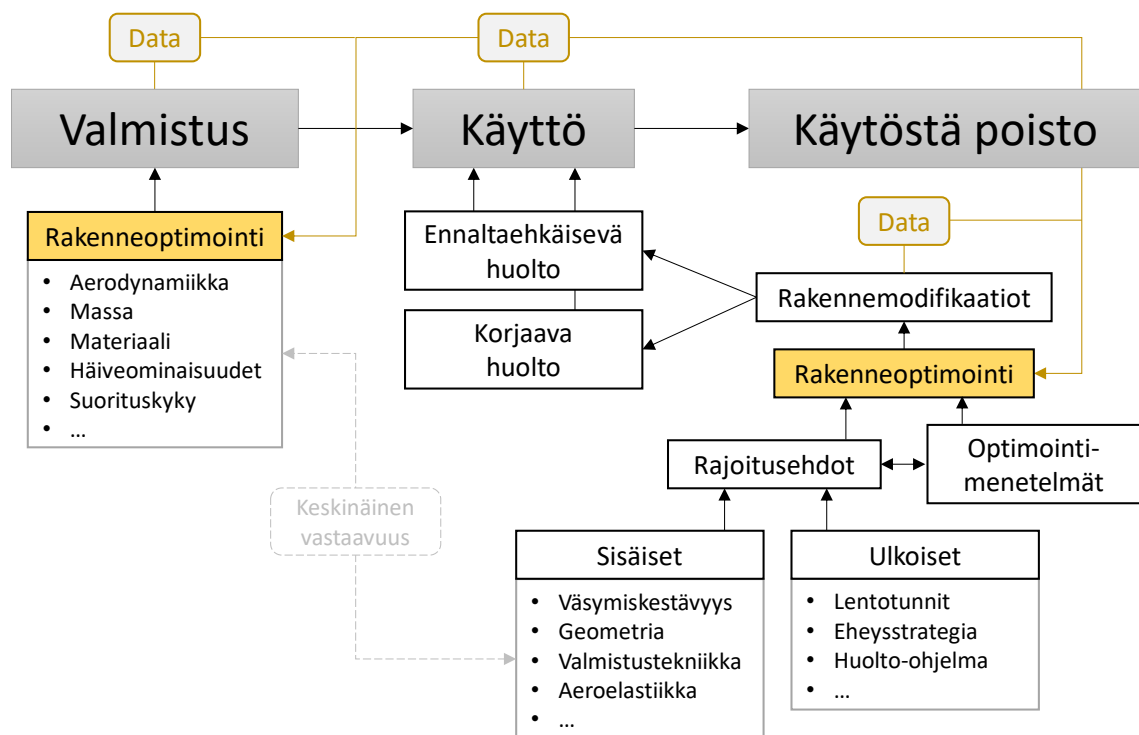 Data
Data
Valmistus
Käyttö
Käytöstä poisto
Rakenneoptimointi
• Aerodynamiikka
• Massa
• Materiaali
• Häiveominaisuudet
• Suorituskyky
• ...
Ennaltaehkäisevä
huolto
Korjaava
huolto
Data
Rakennemodifikaatiot
Rakenneoptimointi
Rajoitusehdot
Optimointi-
menetelmät
Keskinäinen
vastaavuus
Sisäiset
• Väsymiskestävyys
• Geometria
• Valmistustekniikka
• Aeroelastiikka
• ...
Ulkoiset
• Lentotunnit
• Eheysstrategia
• Huolto-ohjelma
• ...